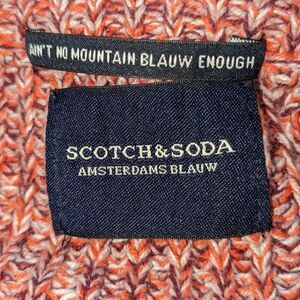 AIN'T NO MOUNTAIN BLAUW ENOUGH
SCOTCH & SODA
AMSTERDAMS BLAUW